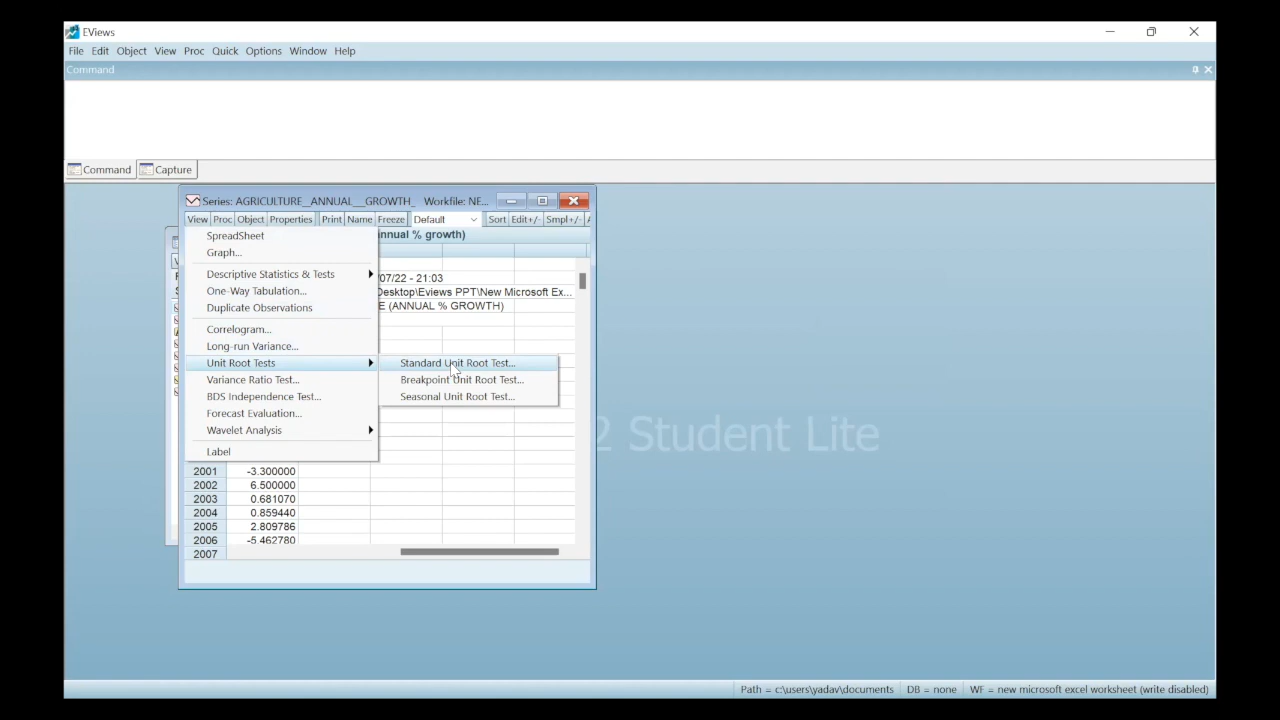 EViews
File Edit Object View Proc Quick Options Window Help
Command
Command Capture
Series: AGRICULTURE__ANNUAL___GROWTH_ Workfile: NE...
View Proc Object Properties Print Name Freeze Default Sort Edit+/- Smpl+/-
SpreadSheet
nnual % growth)
Graph...
Descriptive Statistics & Tests
07/22 - 21:03
One-Way Tabulation...
Desktop\Eviews PPT\New Microsoft Ex...
Duplicate Observations
E (ANNUAL % GROWTH)
Correlogram...
Long-run Variance...
Unit Root Tests
Standard Unit Root Test...
Variance Ratio Test...
Breakpoint Unit Root Test...
BDS Independence Test...
Seasonal Unit Root Test...
Forecast Evaluation...
Wavelet Analysis
2 Student Lite
Label
2001 -3.300000
2002 6.500000
2003 0.681070
2004 0.859440
2005 2.809786
2006 -5.462780
2007
Path = c:\users\yadav\documents DB = none WF = new microsoft excel worksheet (write disabled)